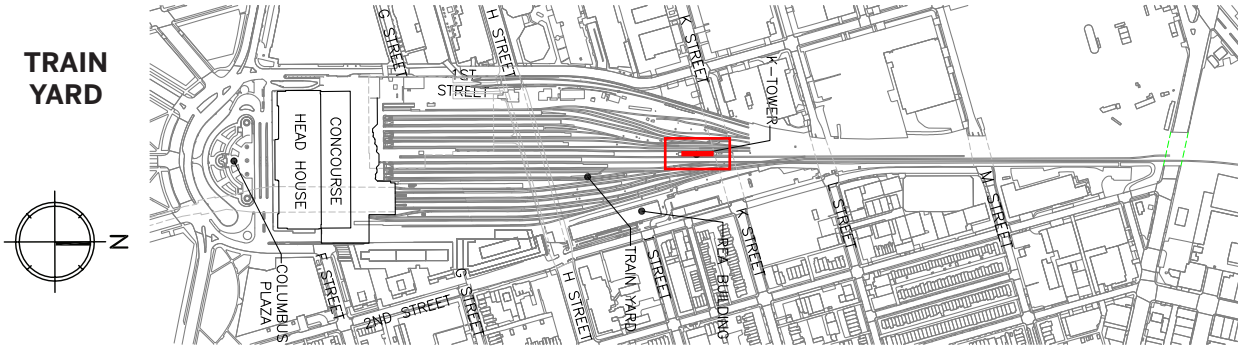 TRAIN
YARD
N
G STREET
H STREET
1ST
STREET
K STREET
K-TOWER
CONCOURSE
HEAD HOUSE
COLUMBUS
PLAZA
F STREET
2ND STREET
G STREET
H STREET
TRAIN YARD
STREET
REA BUILDING
K STREET
L STREET
M STREET